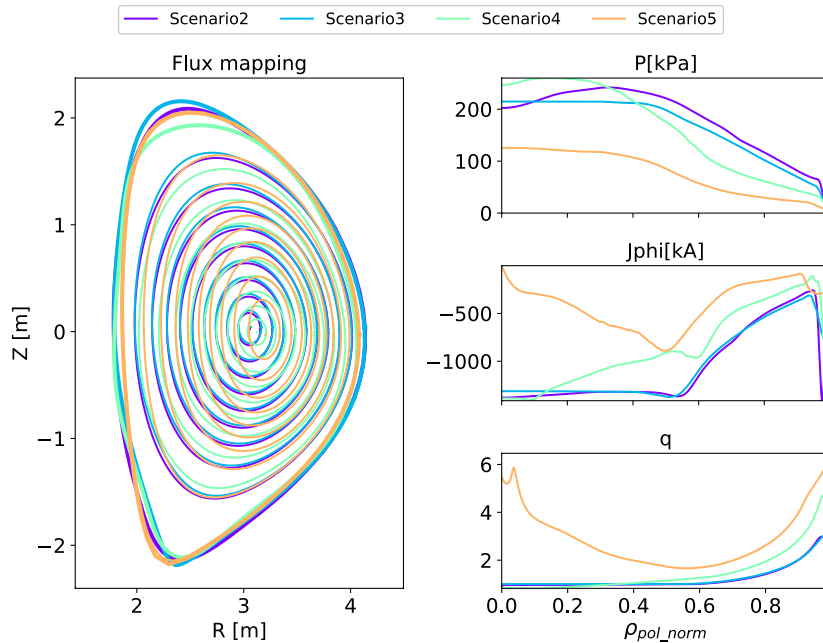 Scenario2 Scenario3 Scenario4 Scenario5
Flux mapping
2
1
0
−1
−2
Z [m]
2 3 4
R [m]
P[kPa]
200
100
0
Jphi[kA]
−500
−1000
q
6
4
2
0.0 0.2 0.4 0.6 0.8
ρpol_norm